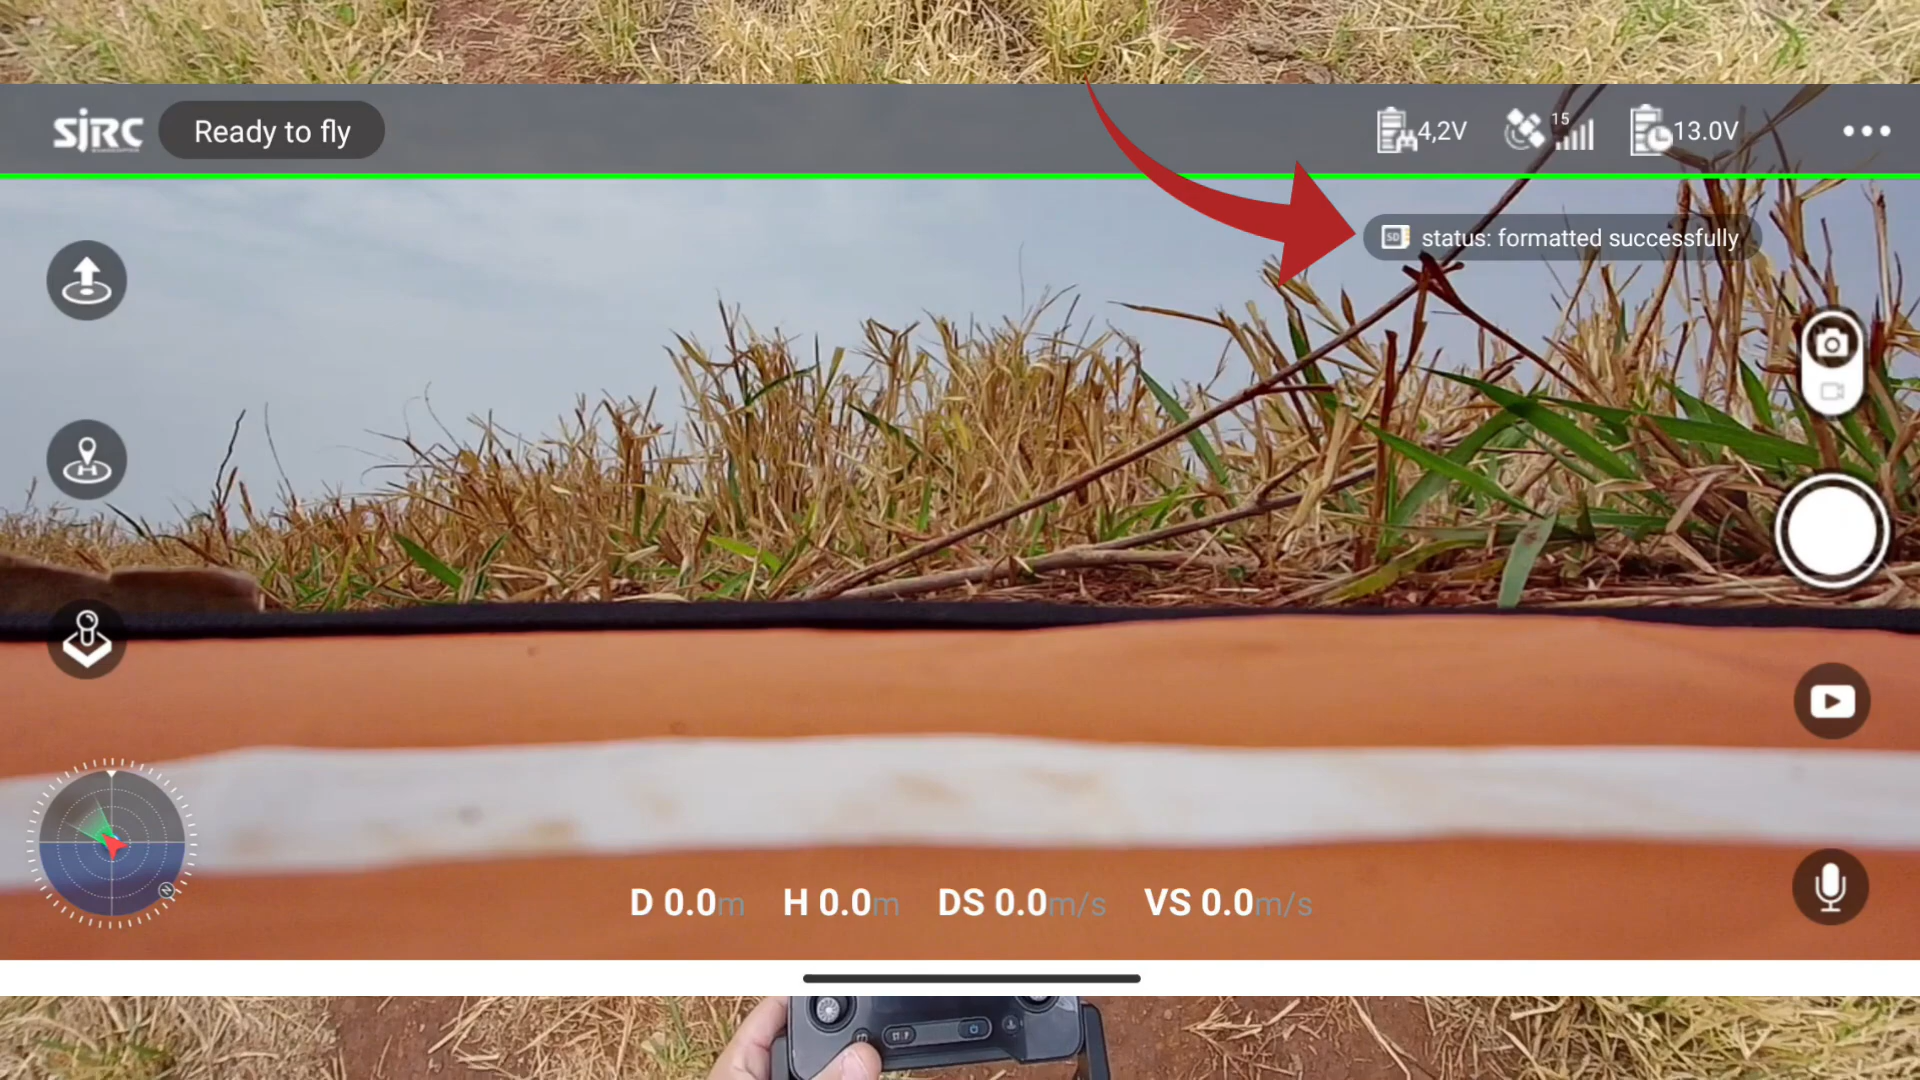 SJRC
Ready to fly
4,2V
15
13.0V
SD
status: formatted successfully
H
N
D 0.0m H 0.0m DS 0.0m/s VS 0.0m/s